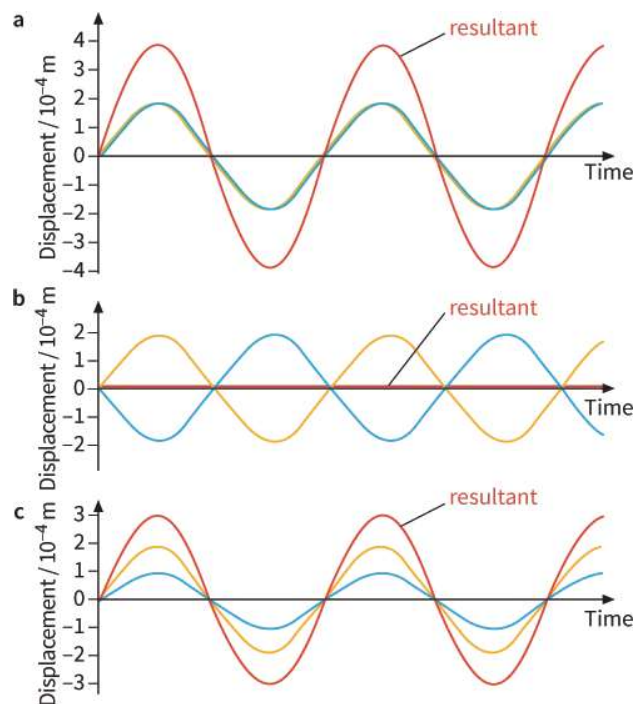 a
resultant
Displacement / 10⁻⁴ m
4
3
2
1
0
−1
−2
−3
−4
Time
b
resultant
Displacement / 10⁻⁴ m
2
1
0
−1
−2
Time
c
resultant
Displacement / 10⁻⁴ m
3
2
1
0
−1
−2
−3
Time